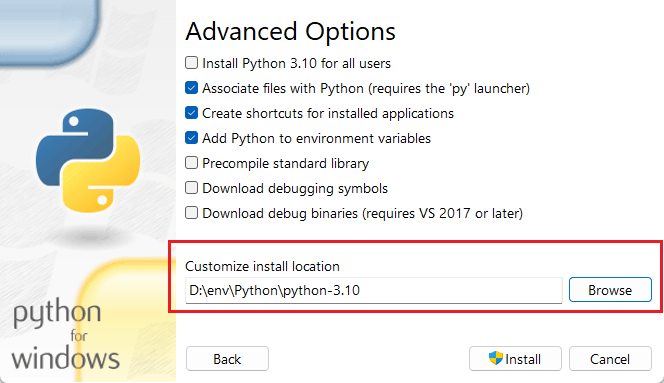 Advanced Options
Install Python 3.10 for all users
Associate files with Python (requires the 'py' launcher)
Create shortcuts for installed applications
Add Python to environment variables
Precompile standard library
Download debugging symbols
Download debug binaries (requires VS 2017 or later)
Customize install location
D:\env\Python\python-3.10
Browse
python
for
windows
Back
Install
Cancel